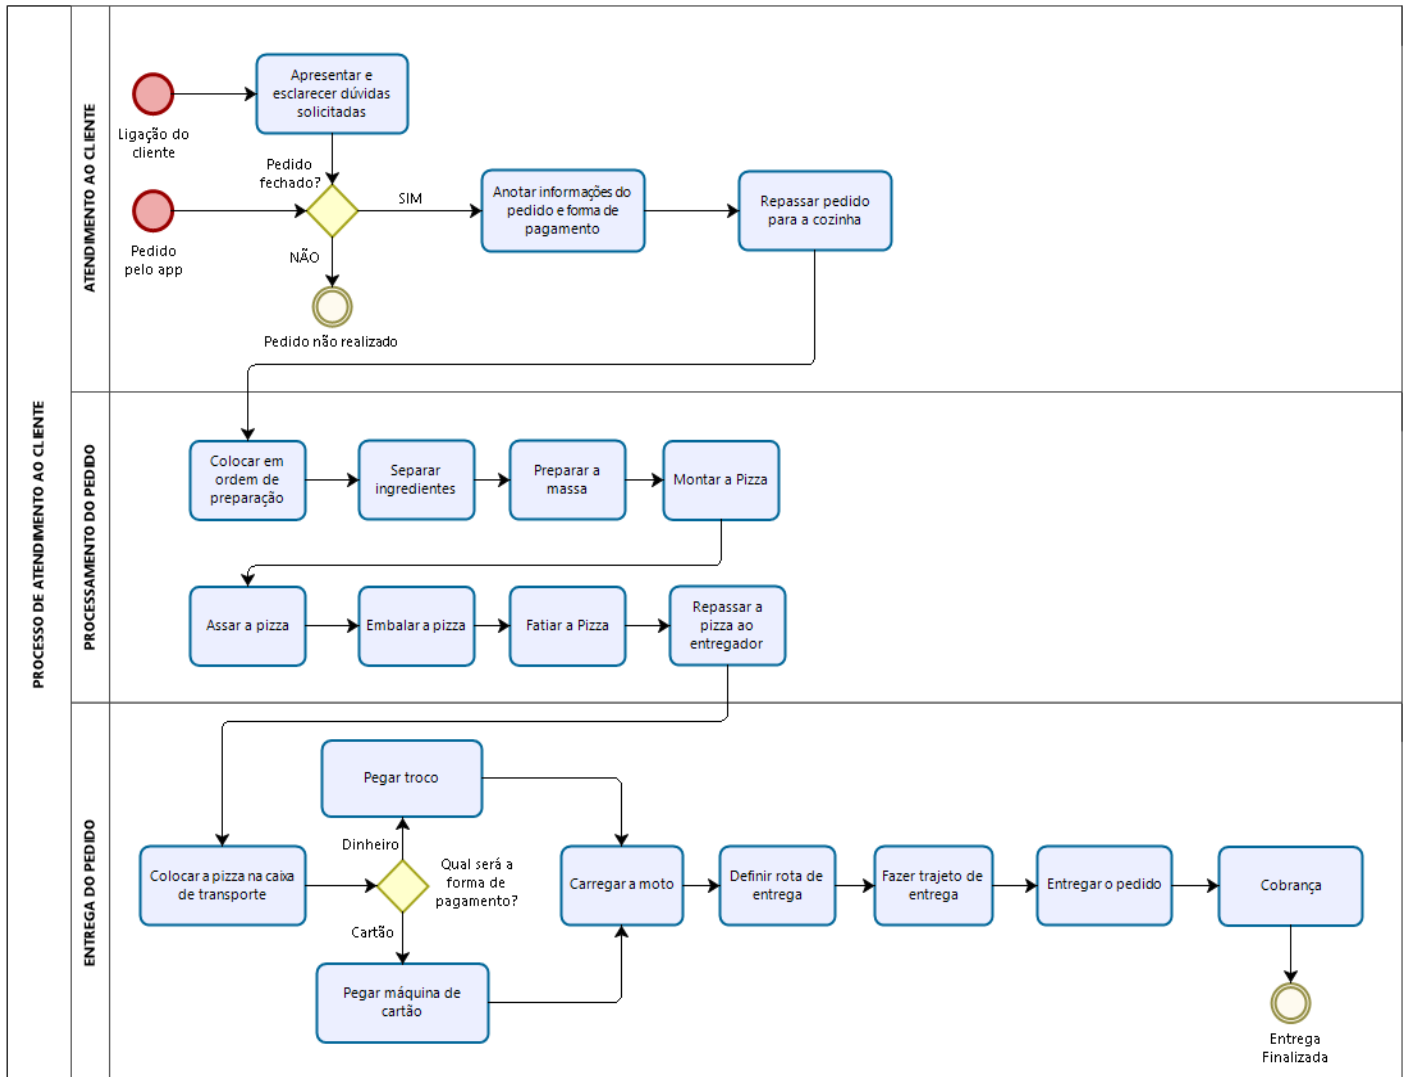 PROCESSO DE ATENDIMENTO AO CLIENTE
ATENDIMENTO AO CLIENTE
Ligação do
cliente
Apresentar e
esclarecer dúvidas
solicitadas
Pedido
fechado?
Pedido
pelo app
SIM
NÃO
Pedido não realizado
Anotar informações do
pedido e forma de
pagamento
Repassar pedido
para a cozinha
PROCESSAMENTO DO PEDIDO
Colocar em
ordem de
preparação
Separar
ingredientes
Preparar a
massa
Montar a Pizza
Assar a pizza
Embalar a pizza
Fatiar a Pizza
Repassar a
pizza ao
entregador
ENTREGA DO PEDIDO
Colocar a pizza na caixa
de transporte
Pegar troco
Dinheiro
Qual será a
forma de
pagamento?
Cartão
Pegar máquina de
cartão
Carregar a moto
Definir rota de
entrega
Fazer trajeto de
entrega
Entregar o pedido
Cobrança
Entrega
Finalizada